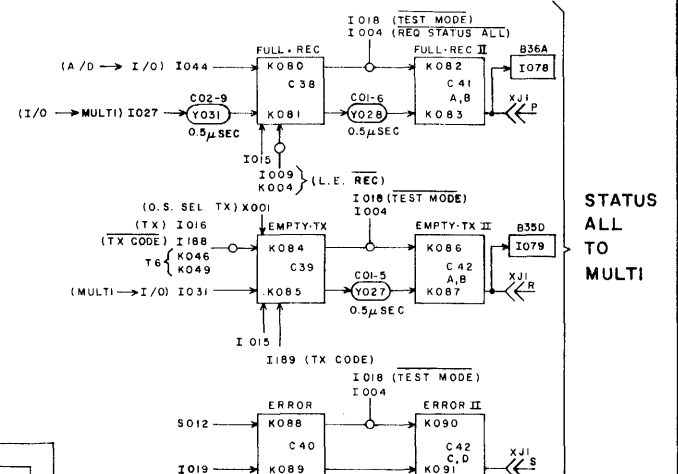 I018 (TEST MODE)
I004 (REQ STATUS ALL)
FULL · REC
FULL · REC II
B36A
(A/D → I/O) I044
K080
K082
I078
C38
C41
A,B
C02-9
C01-6
XJ1
P
(I/O → MULTI) I027
Y031
K081
Y028
K083
0.5μSEC
0.5μSEC
I015
I009
K004
(L.E. REC)
(O.S. SEL TX) X001
I018 (TEST MODE)
I004
(TX) I016
EMPTY·TX
EMPTY·TX II
B35D
(TX CODE) I188
K084
K086
I079
T6 { K046
K049
C39
C42
A,B
C01-5
XJ1
R
(MULTI → I/O) I031
K085
Y027
K087
0.5μSEC
I015
I189 (TX CODE)
STATUS
ALL
TO
MULTI
I018 (TEST MODE)
I004
ERROR
ERROR II
S012
K088
K090
C40
C42
C,D
XJ1
S
I019
K089
K091